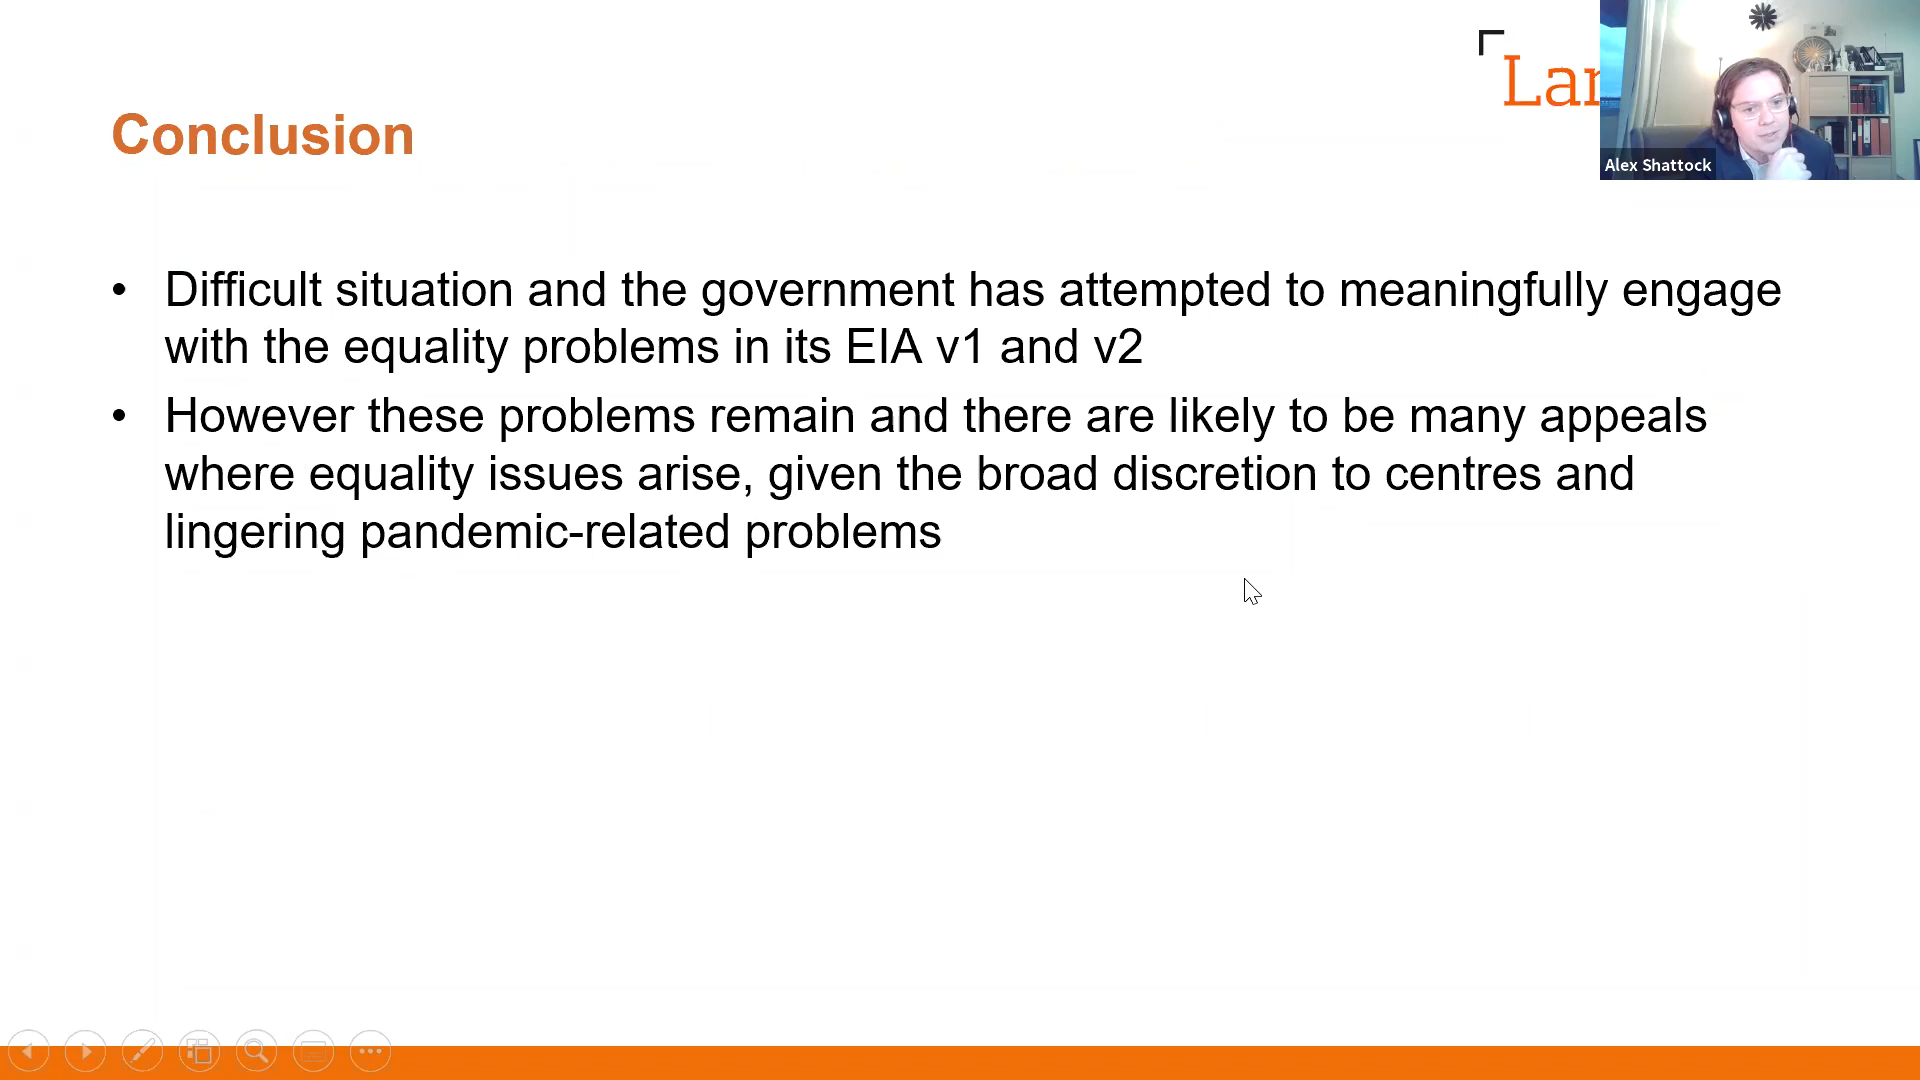 Lan
Alex Shattock
Conclusion
• Difficult situation and the government has attempted to meaningfully engage
with the equality problems in its EIA v1 and v2
• However these problems remain and there are likely to be many appeals
where equality issues arise, given the broad discretion to centres and
lingering pandemic-related problems